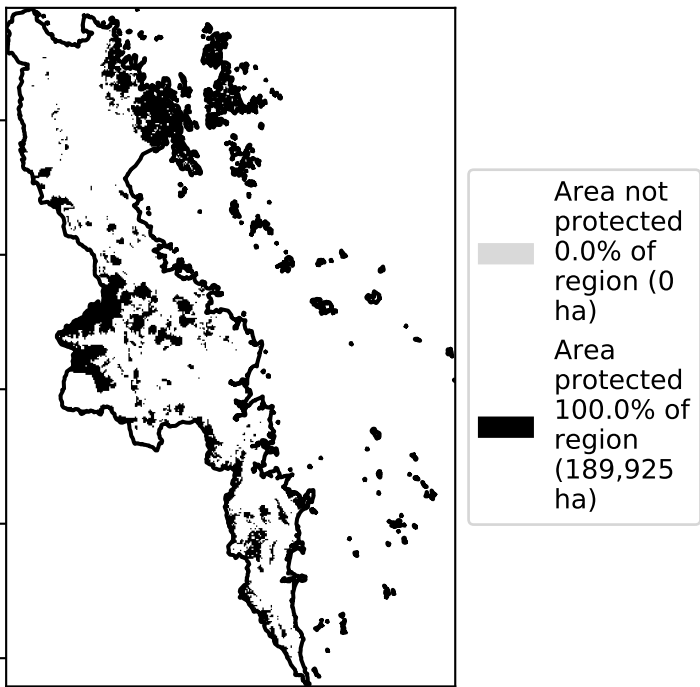 Area not
protected
0.0% of
region (0
ha)
Area
protected
100.0% of
region
(189,925
ha)